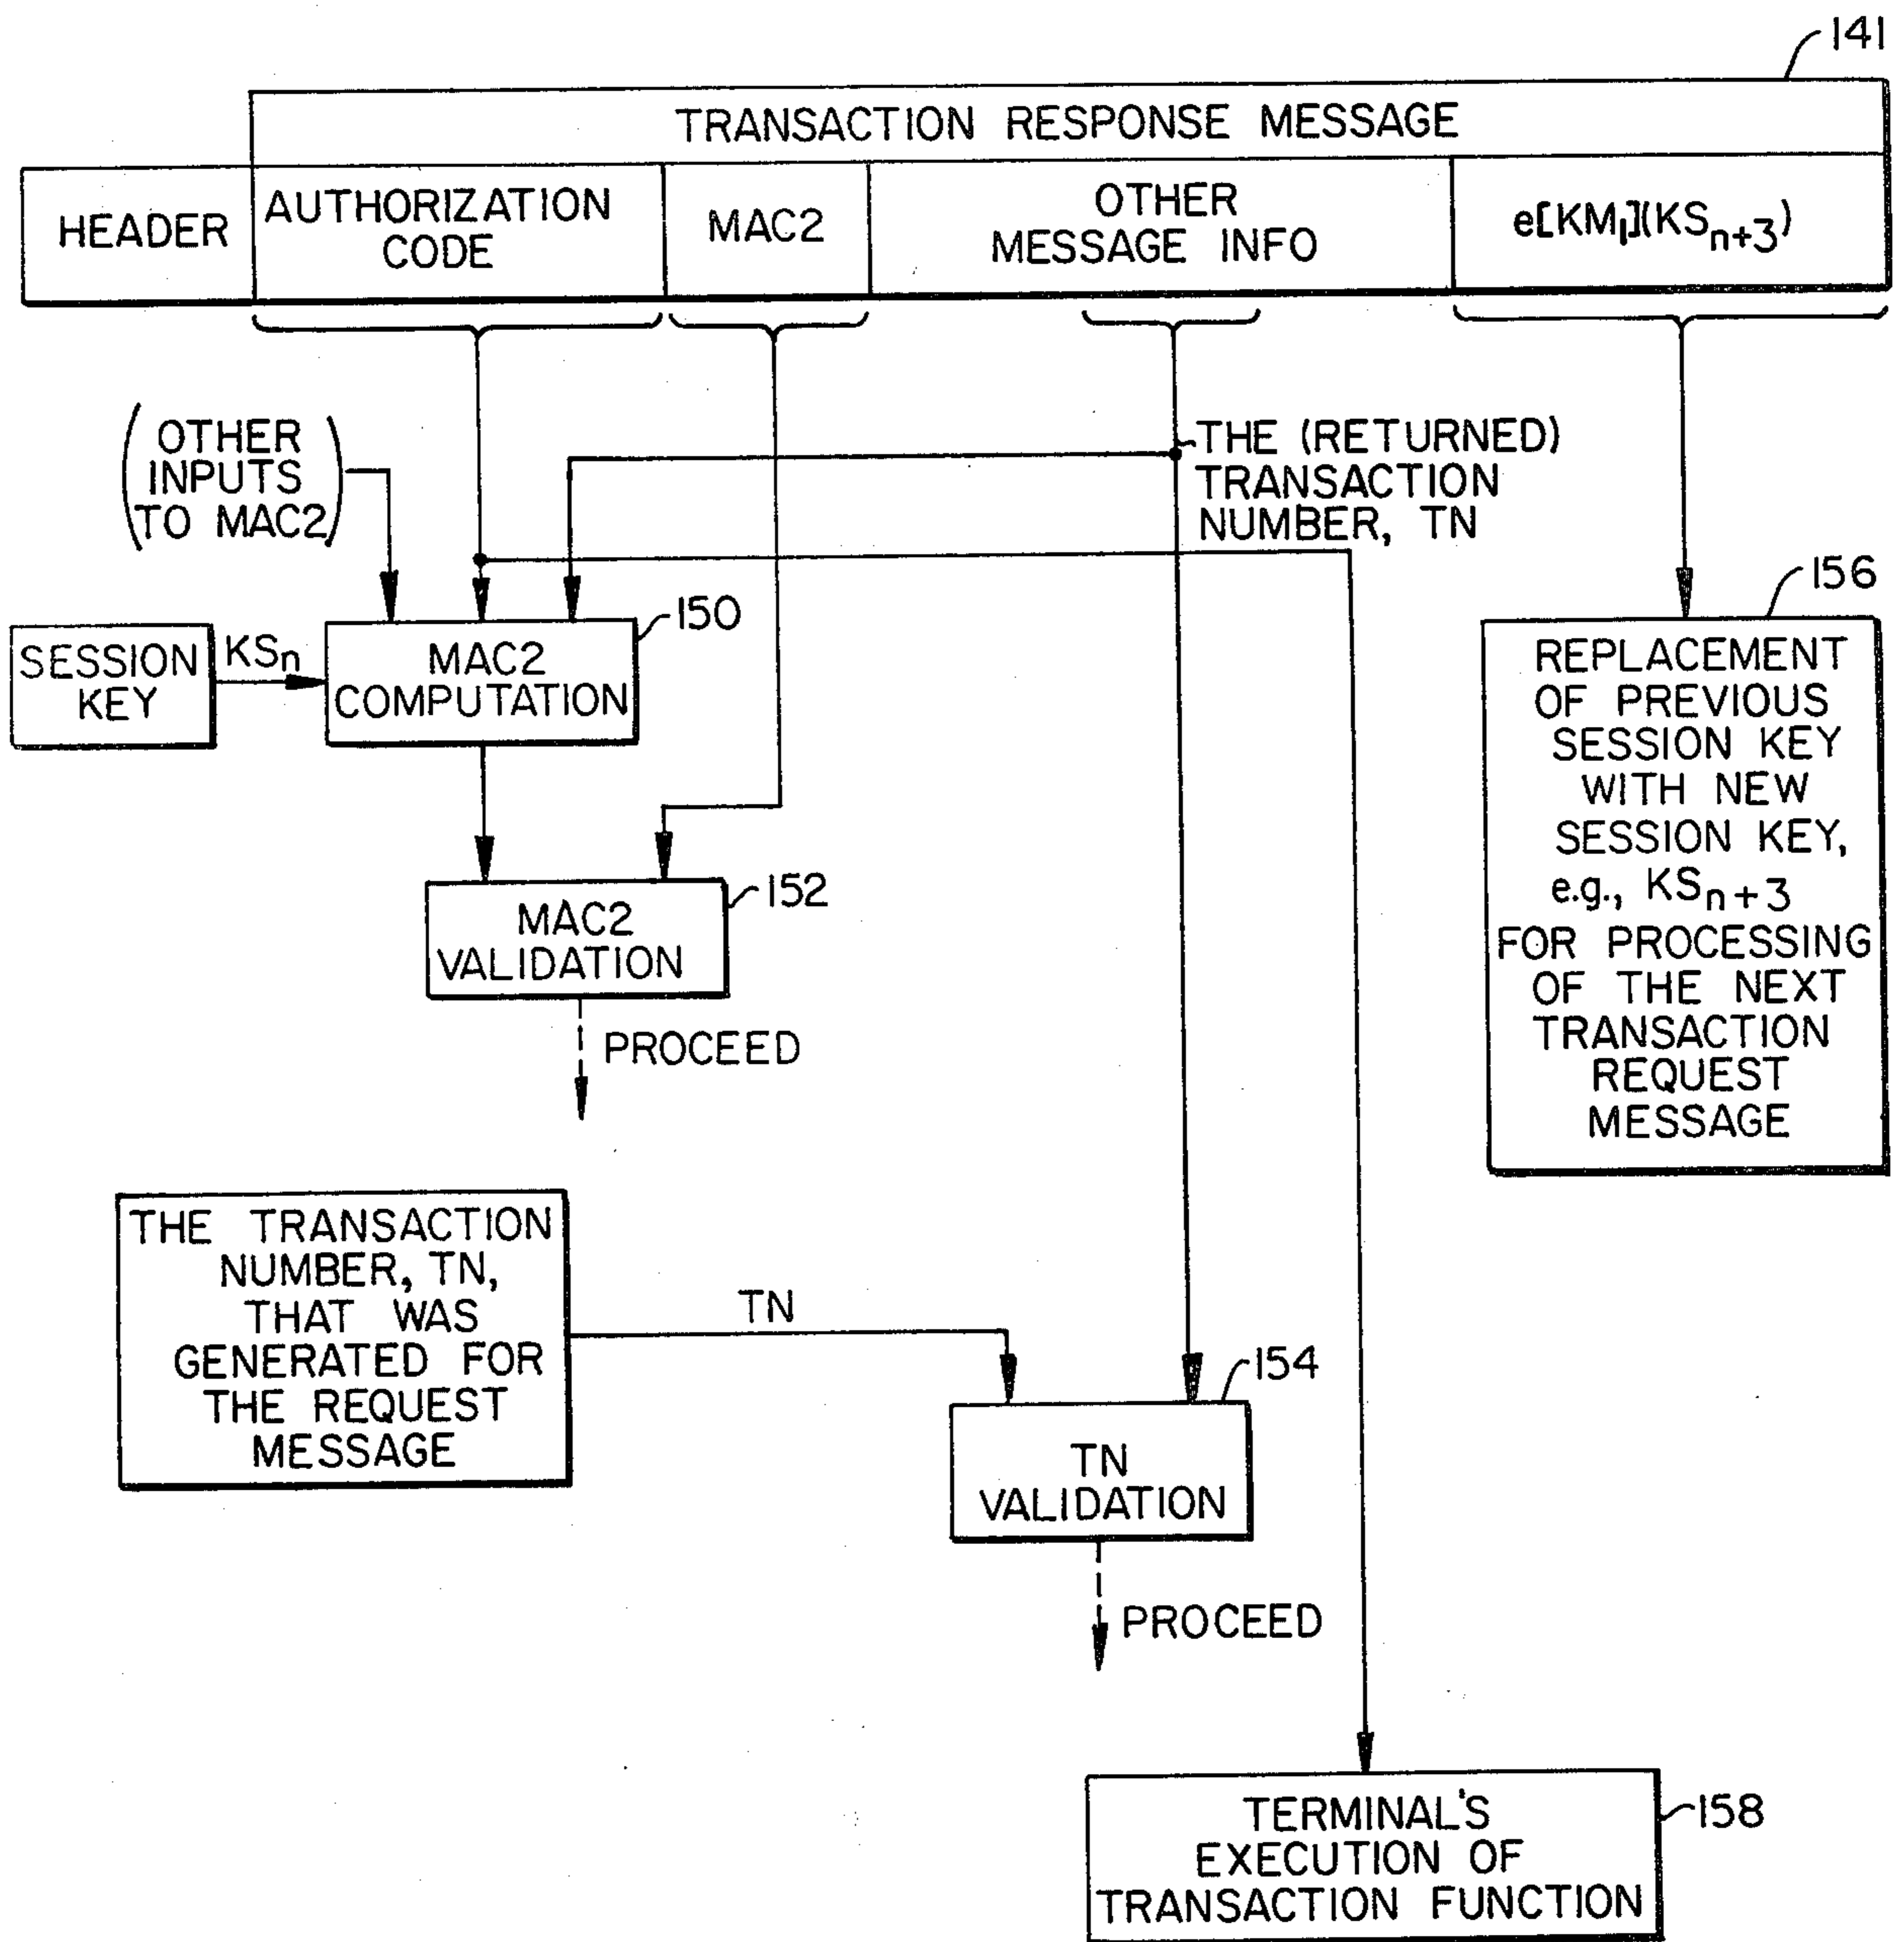 141
TRANSACTION RESPONSE MESSAGE
HEADER
AUTHORIZATION
CODE
MAC2
OTHER
MESSAGE INFO
e[KM₁](KSₙ₊₃)
(OTHER
INPUTS
TO MAC2)
THE (RETURNED)
TRANSACTION
NUMBER, TN
SESSION
KEY
KSₙ
150
MAC2
COMPUTATION
156
REPLACEMENT
OF PREVIOUS
SESSION KEY
WITH NEW
SESSION KEY,
e.g., KSₙ₊₃
FOR PROCESSING
OF THE NEXT
TRANSACTION
REQUEST
MESSAGE
152
MAC2
VALIDATION
PROCEED
THE TRANSACTION
NUMBER, TN,
THAT WAS
GENERATED FOR
THE REQUEST
MESSAGE
TN
154
TN
VALIDATION
PROCEED
158
TERMINAL'S
EXECUTION OF
TRANSACTION FUNCTION